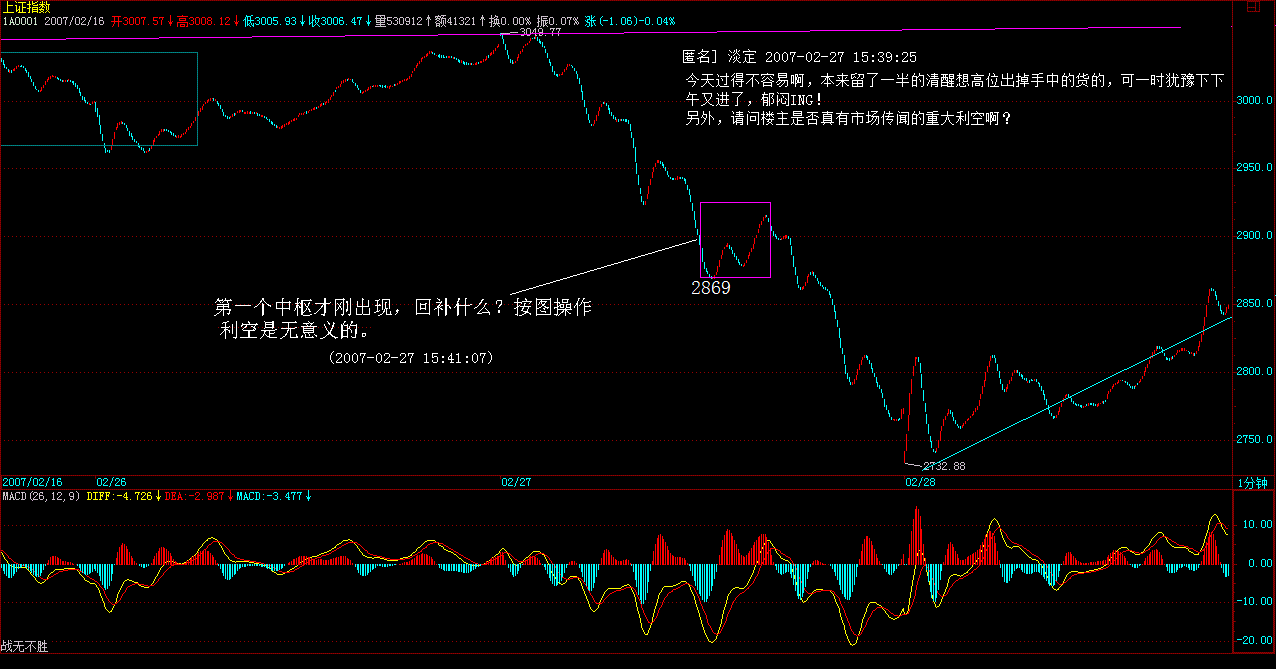 上证指数
1A0001 2007/02/16 开3007.57↓高3008.12↓低3005.93↓收3006.47↓量530912↑额41321↑换0.00% 振0.07% 涨(-1.06)-0.04%
3049.77
匿名] 淡定 2007-02-27 15:39:25
今天过得不容易啊，本来留了一半的清醒想高位出掉手中的货的，可一时犹豫下下
午又进了，郁闷ING！
另外，请问楼主是否真有市场传闻的重大利空啊？
3000.0
2950.0
2900.0
2869
第一个中枢才刚出现，回补什么？按图操作
利空是无意义的。
(2007-02-27 15:41:07)
2850.0
2800.0
2750.0
2732.88
2007/02/16 02/26 02/27 02/28 1分钟
MACD(26,12,9) DIFF:-4.726↓DEA:-2.987↓MACD:-3.477↓
10.00
0.00
-10.00
-20.00
战无不胜